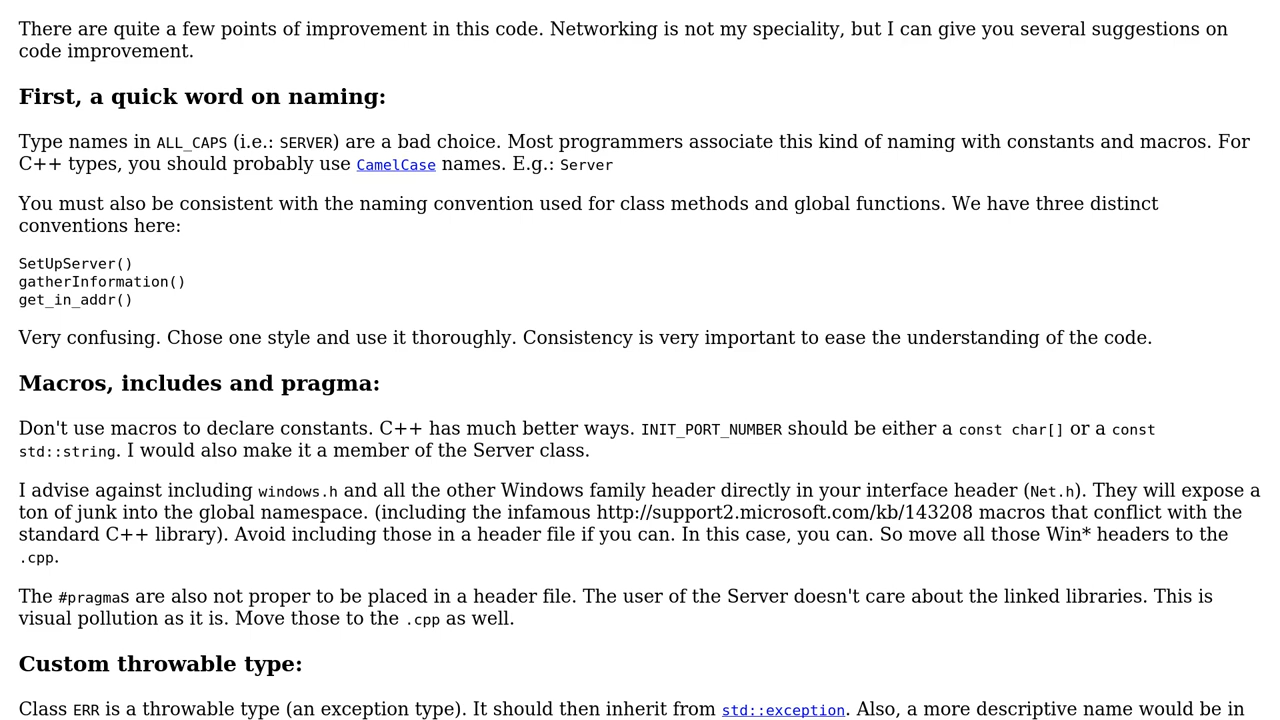 There are quite a few points of improvement in this code. Networking is not my speciality, but I can give you several suggestions on
code improvement.
First, a quick word on naming:
Type names in ALL_CAPS (i.e.: SERVER) are a bad choice. Most programmers associate this kind of naming with constants and macros. For
C++ types, you should probably use CamelCase names. E.g.: Server
You must also be consistent with the naming convention used for class methods and global functions. We have three distinct
conventions here:
SetUpServer()
gatherInformation()
get_in_addr()
Very confusing. Chose one style and use it thoroughly. Consistency is very important to ease the understanding of the code.
Macros, includes and pragma:
Don't use macros to declare constants. C++ has much better ways. INIT_PORT_NUMBER should be either a const char[] or a const
std::string. I would also make it a member of the Server class.
I advise against including windows.h and all the other Windows family header directly in your interface header (Net.h). They will expose a
ton of junk into the global namespace. (including the infamous http://support2.microsoft.com/kb/143208 macros that conflict with the
standard C++ library). Avoid including those in a header file if you can. In this case, you can. So move all those Win* headers to the
.cpp.
The #pragmas are also not proper to be placed in a header file. The user of the Server doesn't care about the linked libraries. This is
visual pollution as it is. Move those to the .cpp as well.
Custom throwable type:
Class ERR is a throwable type (an exception type). It should then inherit from std::exception. Also, a more descriptive name would be in